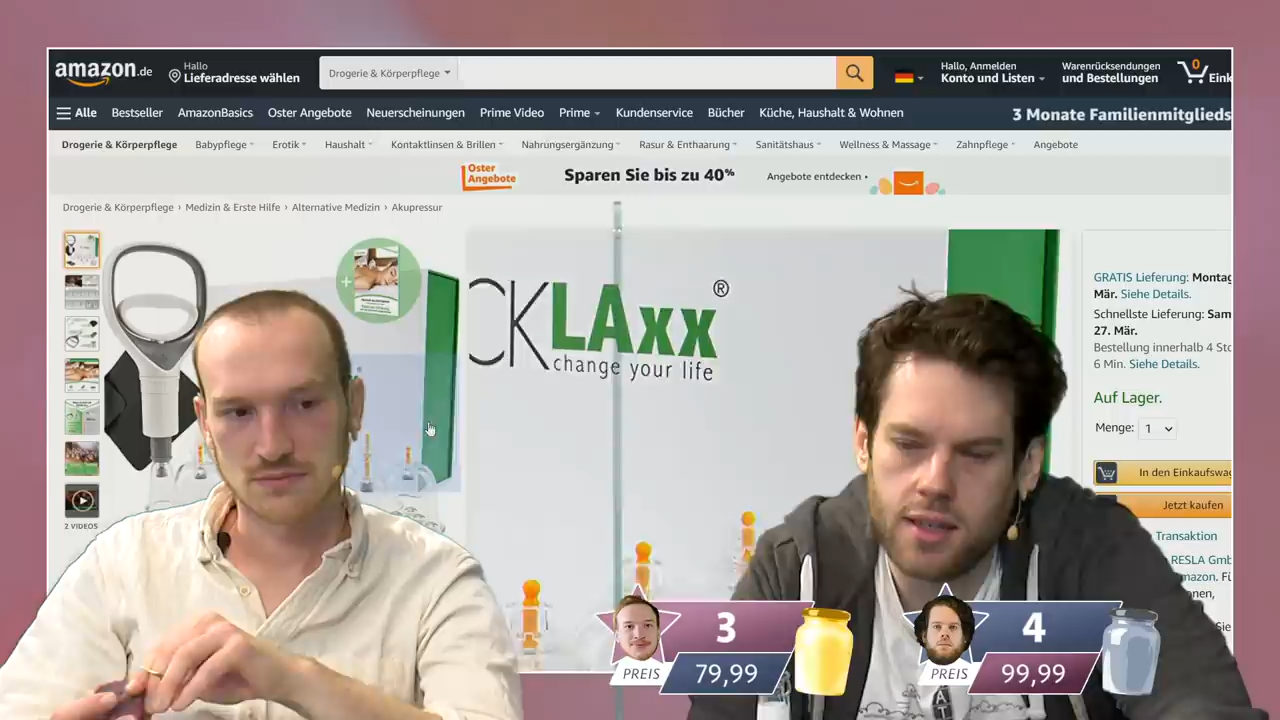 amazon.de
Hallo
Lieferadresse wählen
Drogerie & Körperpflege
Hallo, Anmelden
Konto und Listen
Warenrücksendungen
und Bestellungen
0
Eink
Alle
Bestseller
AmazonBasics
Oster Angebote
Neuerscheinungen
Prime Video
Prime
Kundenservice
Bücher
Küche, Haushalt & Wohnen
3 Monate Familienmitglieds
Drogerie & Körperpflege
Babypflege
Erotik
Haushalt
Kontaktlinsen & Brillen
Nahrungsergänzung
Rasur & Enthaarung
Sanitätshaus
Wellness & Massage
Zahnpflege
Angebote
Oster
Angebote
Sparen Sie bis zu 40%
Angebote entdecken
Drogerie & Körperpflege › Medizin & Erste Hilfe › Alternative Medizin › Akupressur
CKLAxx®
change your life
GRATIS Lieferung: Montag
Mär. Siehe Details.
Schnellste Lieferung: Sam
27. Mär.
Bestellung innerhalb 4 Std
6 Min. Siehe Details.
Auf Lager.
Menge: 1
In den Einkaufswa
Jetzt kaufen
Transaktion
RESLA Gmb
mazon. Fü
onen,
Sie
2 VIDEOS
3
PREIS
79,99
4
PREIS
99,99